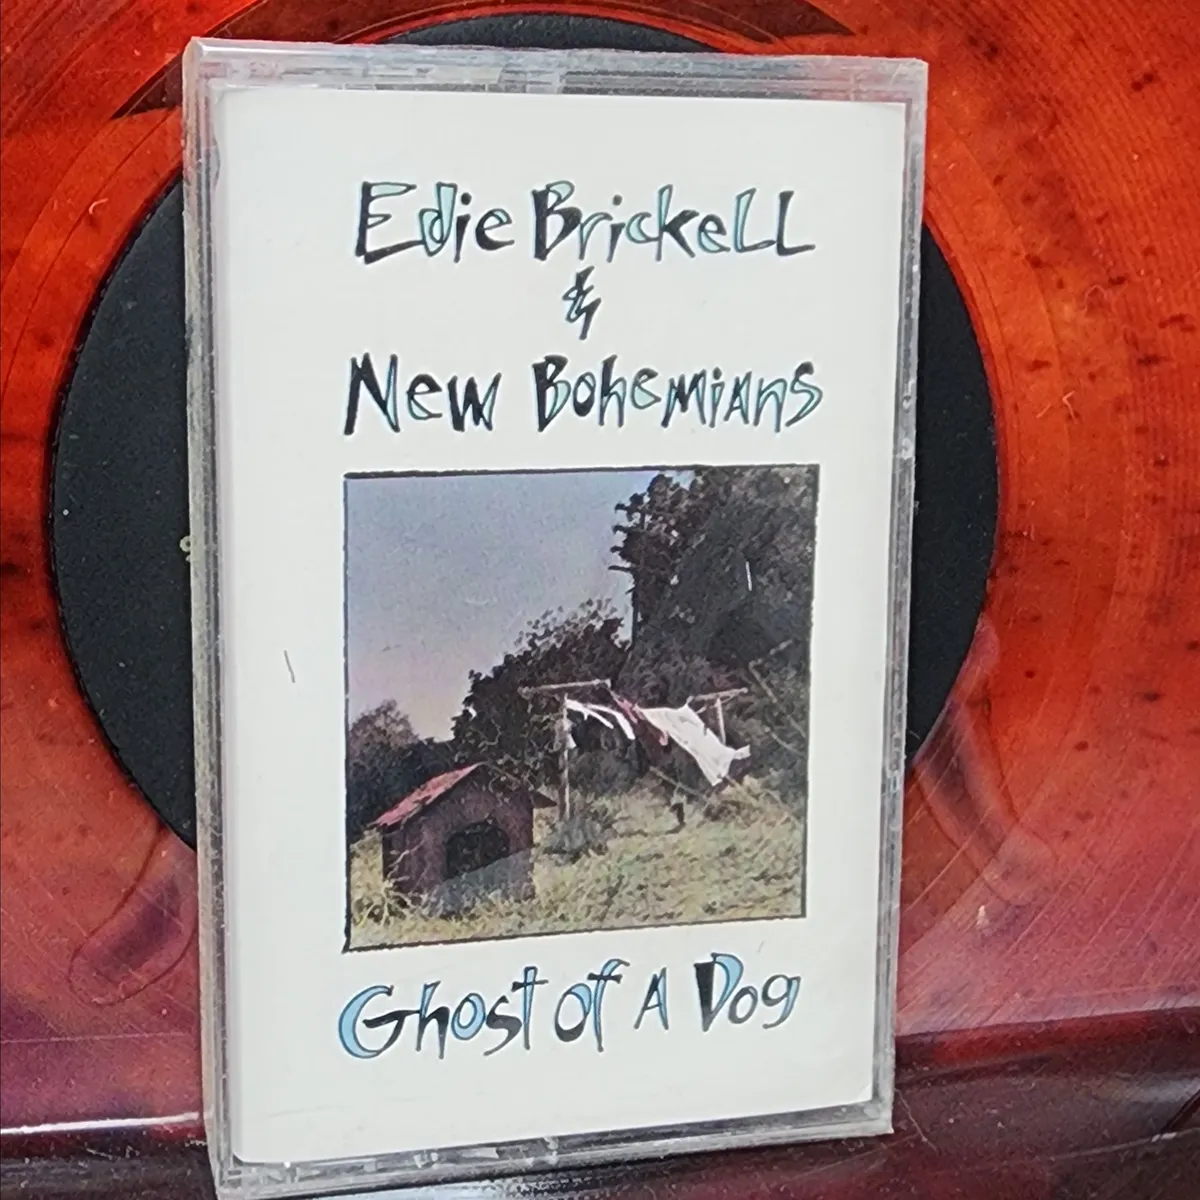 Edie Brickell
&
New Bohemians
Ghost of A Dog